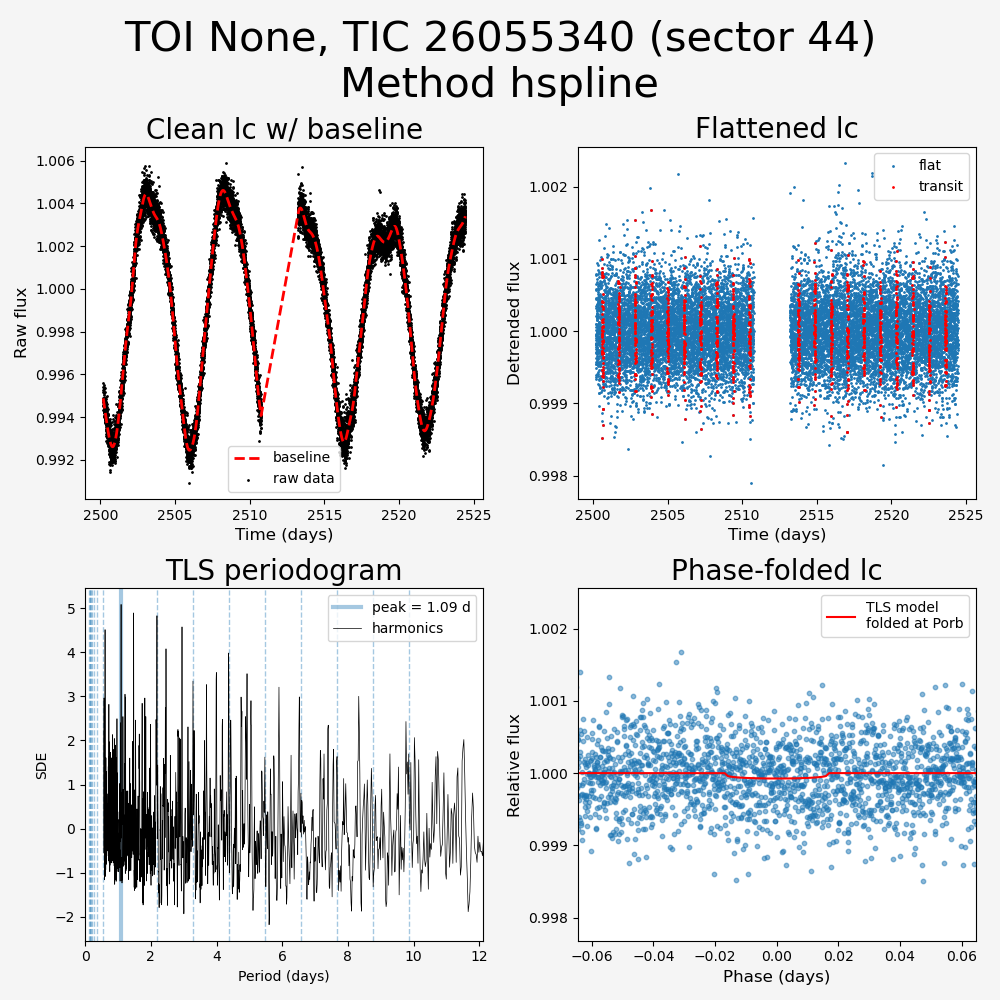 TOI None, TIC 26055340 (sector 44)
Method hspline
Clean lc w/ baseline
Raw flux
1.006
1.004
1.002
1.000
0.998
0.996
0.994
0.992
baseline
raw data
2500
2505
2510
2515
2520
2525
Time (days)
Flattened lc
Detrended flux
1.002
1.001
1.000
0.999
0.998
flat
transit
2500
2505
2510
2515
2520
2525
Time (days)
TLS periodogram
SDE
5
4
3
2
1
0
−1
−2
peak = 1.09 d
harmonics
0
2
4
6
8
10
12
Period (days)
Phase-folded lc
Relative flux
1.002
1.001
1.000
0.999
0.998
TLS model
folded at Porb
−0.06
−0.04
−0.02
0.00
0.02
0.04
0.06
Phase (days)